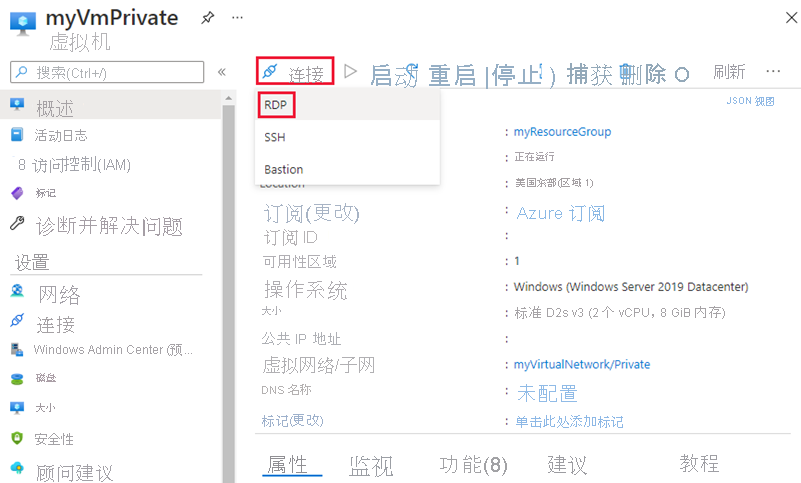 myVmPrivate
虚拟机
搜索(Ctrl+/)
连接 启动 重启 停止 捕获 删除 刷新
RDP
SSH
Bastion
Location
JSON 视图
概述
活动日志
8 访问控制(IAM)
标记
诊断并解决问题
设置
网络
连接
Windows Admin Center (预...
磁盘
大小
安全性
顾问建议
: myResourceGroup
: 正在运行
: 美国东部(区域 1)
订阅(更改) : Azure 订阅
订阅 ID :
可用性区域 : 1
操作系统 : Windows (Windows Server 2019 Datacenter)
大小 : 标准 D2s v3 (2 个 vCPU，8 GiB 内存)
公共 IP 地址 :
虚拟网络/子网 : myVirtualNetwork/Private
DNS 名称 : 未配置
标记(更改) : 单击此处添加标记
属性 监视 功能(8) 建议 教程